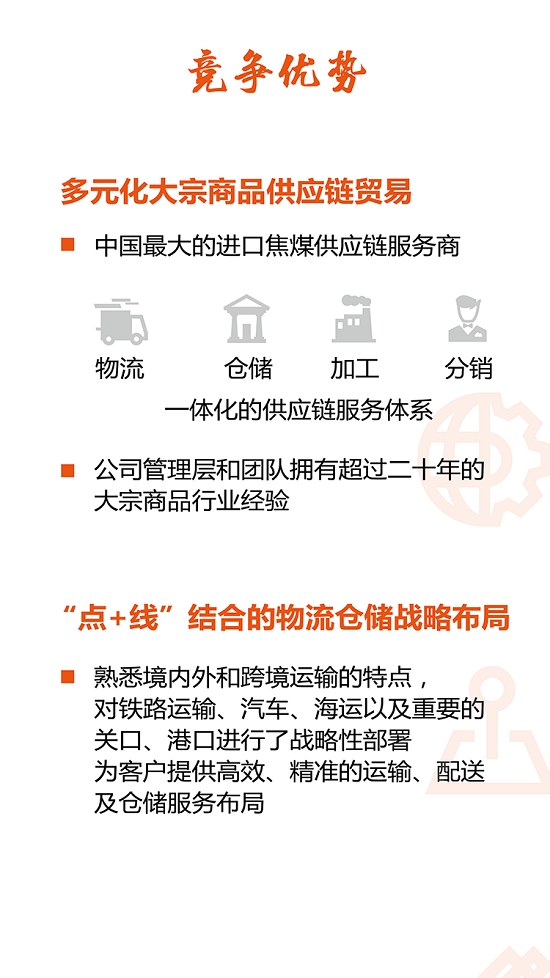 竞争优势
多元化大宗商品供应链贸易
中国最大的进口焦煤供应链服务商
物流 仓储 加工 分销
一体化的供应链服务体系
公司管理层和团队拥有超过二十年的
大宗商品行业经验
“点+线”结合的物流仓储战略布局
熟悉境内外和跨境运输的特点，
对铁路运输、汽车、海运以及重要的
关口、港口进行了战略性部署
为客户提供高效、精准的运输、配送
及仓储服务布局